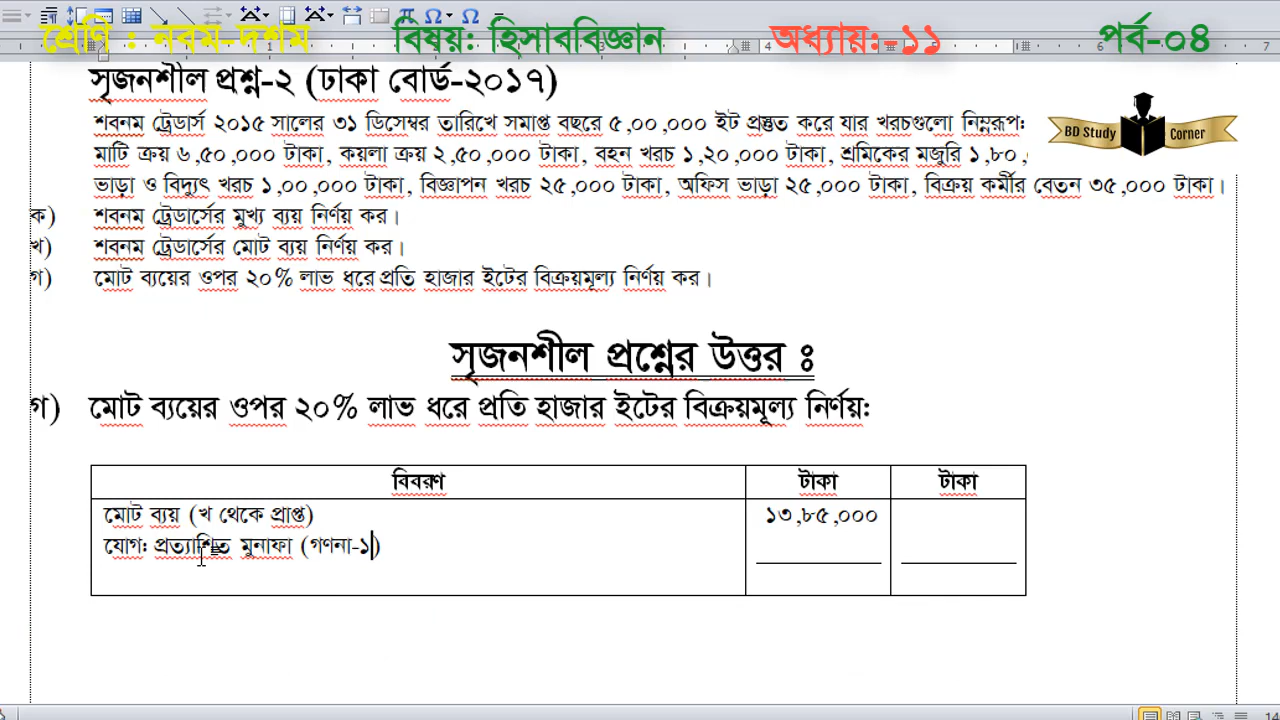 শ্রেণি : নবম-দশম বিষয়: হিসাববিজ্ঞান অধ্যায়:-১১ পর্ব-০৪
সৃজনশীল প্রশ্ন-২ (ঢাকা বোর্ড-২০১৭)
শবনম ট্রেডার্স ২০১৫ সালের ৩১ ডিসেম্বর তারিখে সমাপ্ত বছরে ৫,০০,০০০ ইট প্রস্তুত করে যার খরচগুলো নিম্নরূপ:
মাটি ক্রয় ৬,৫০,০০০ টাকা, কয়লা ক্রয় ২,৫০,০০০ টাকা, বহন খরচ ১,২০,০০০ টাকা, শ্রমিকের মজুরি ১,৮০,
ভাড়া ও বিদ্যুৎ খরচ ১,০০,০০০ টাকা, বিজ্ঞাপন খরচ ২৫,০০০ টাকা, অফিস ভাড়া ২৫,০০০ টাকা, বিক্রয় কর্মীর বেতন ৩৫,০০০ টাকা।
ক) শবনম ট্রেডার্সের মুখ্য ব্যয় নির্ণয় কর।
খ) শবনম ট্রেডার্সের মোট ব্যয় নির্ণয় কর।
গ) মোট ব্যয়ের ওপর ২০% লাভ ধরে প্রতি হাজার ইটের বিক্রয়মূল্য নির্ণয় কর।
BD Study Corner
সৃজনশীল প্রশ্নের উত্তর ঃ
গ) মোট ব্যয়ের ওপর ২০% লাভ ধরে প্রতি হাজার ইটের বিক্রয়মূল্য নির্ণয়:
বিবরণ টাকা টাকা
মোট ব্যয় (খ থেকে প্রাপ্ত) ১৩,৮৫,০০০
যোগঃ প্রত্যাশিত মুনাফা (গণনা-১)